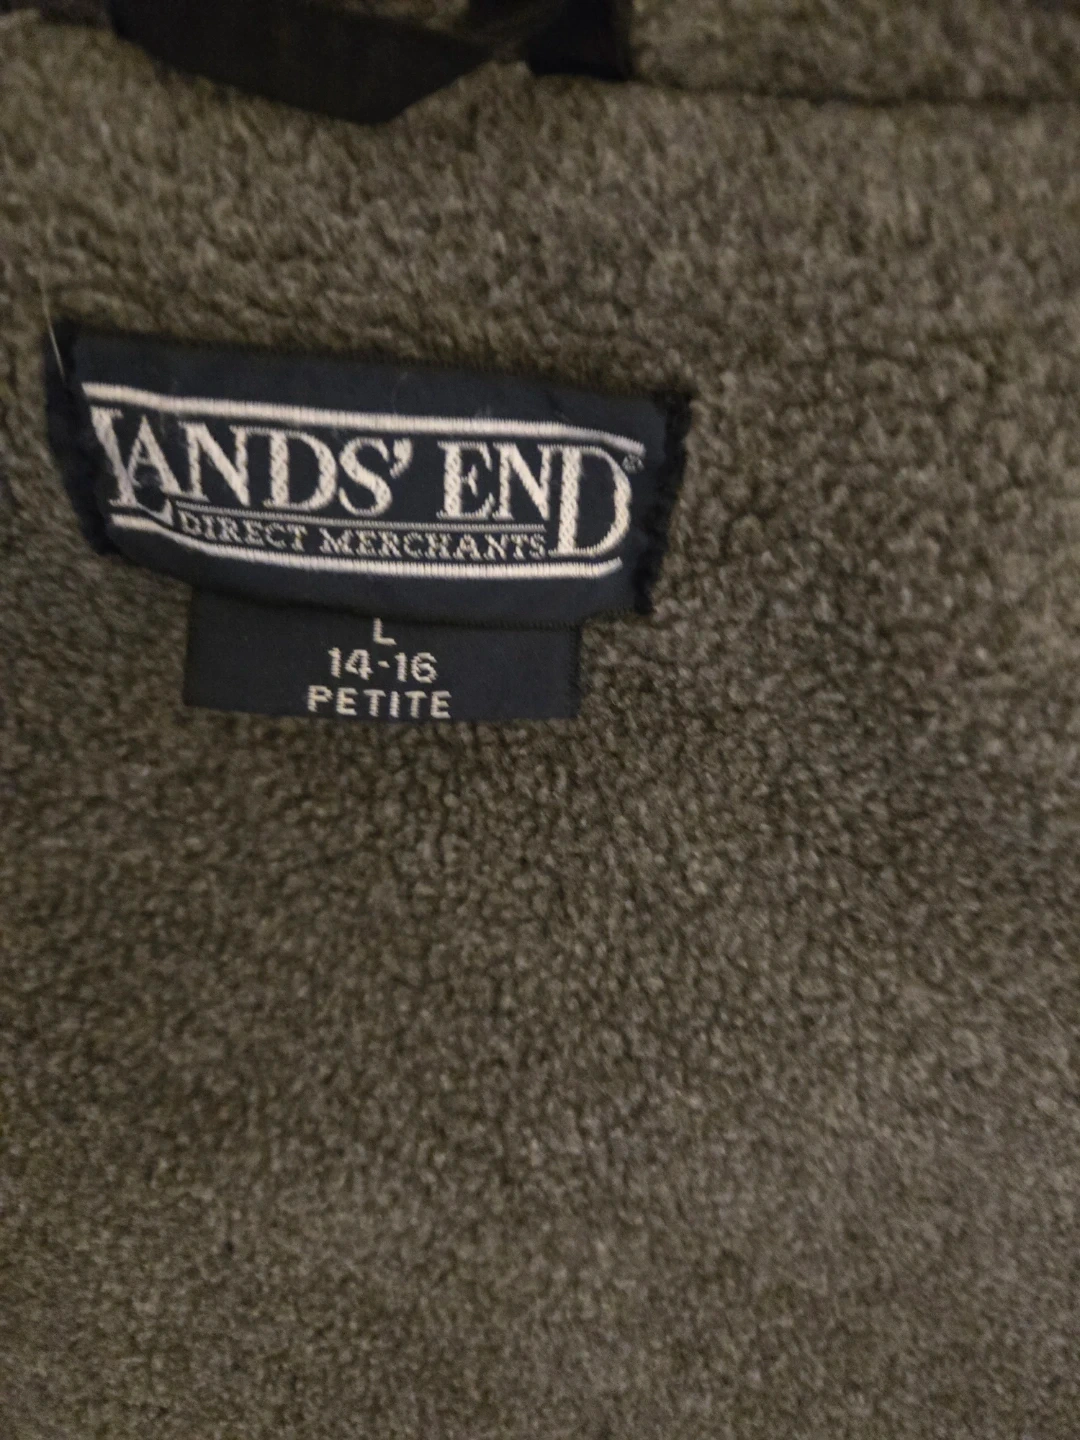 LANDS' END®
DIRECT MERCHANTS
L
14-16
PETITE